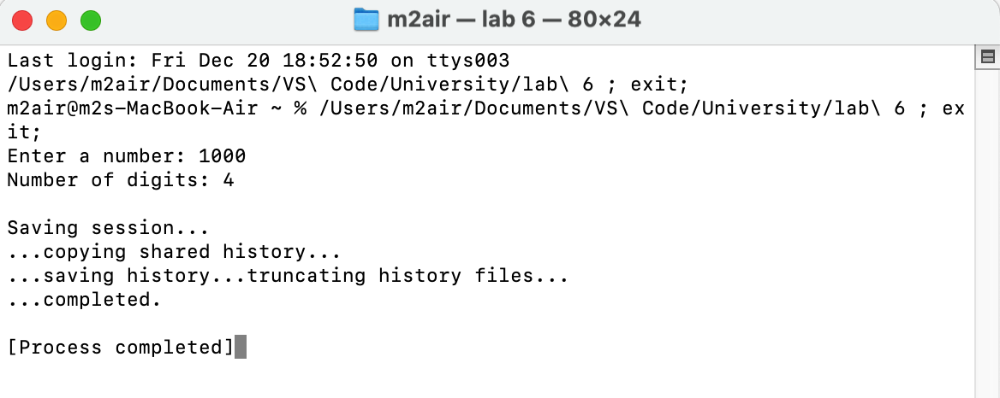 m2air — lab 6 — 80×24
Last login: Fri Dec 20 18:52:50 on ttys003
/Users/m2air/Documents/VS\ Code/University/lab\ 6 ; exit;
m2air@m2s-MacBook-Air ~ % /Users/m2air/Documents/VS\ Code/University/lab\ 6 ; ex
it;
Enter a number: 1000
Number of digits: 4
Saving session...
...copying shared history...
...saving history...truncating history files...
...completed.
[Process completed]